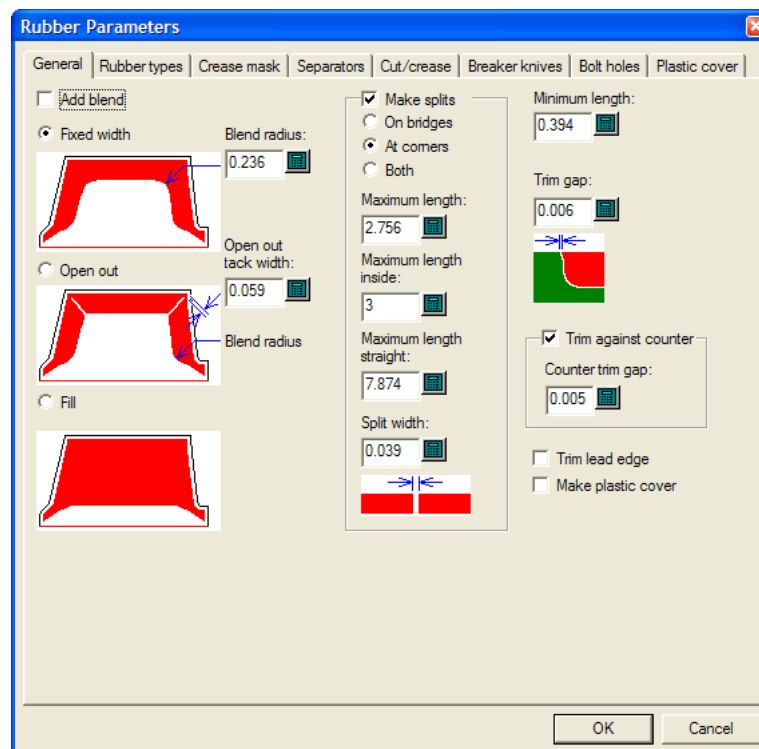 Rubber Parameters
General Rubber types Crease mask Separators Cut/crease Breaker knives Bolt holes Plastic cover
Add blend
Fixed width
Blend radius:
0.236
Open out
Open out
tack width:
0.059
Blend radius
Fill
Make splits
On bridges
At corners
Both
Maximum length:
2.756
Maximum length
inside:
3
Maximum length
straight:
7.874
Split width:
0.039
Minimum length:
0.394
Trim gap:
0.006
Trim against counter
Counter trim gap:
0.005
Trim lead edge
Make plastic cover
OK Cancel